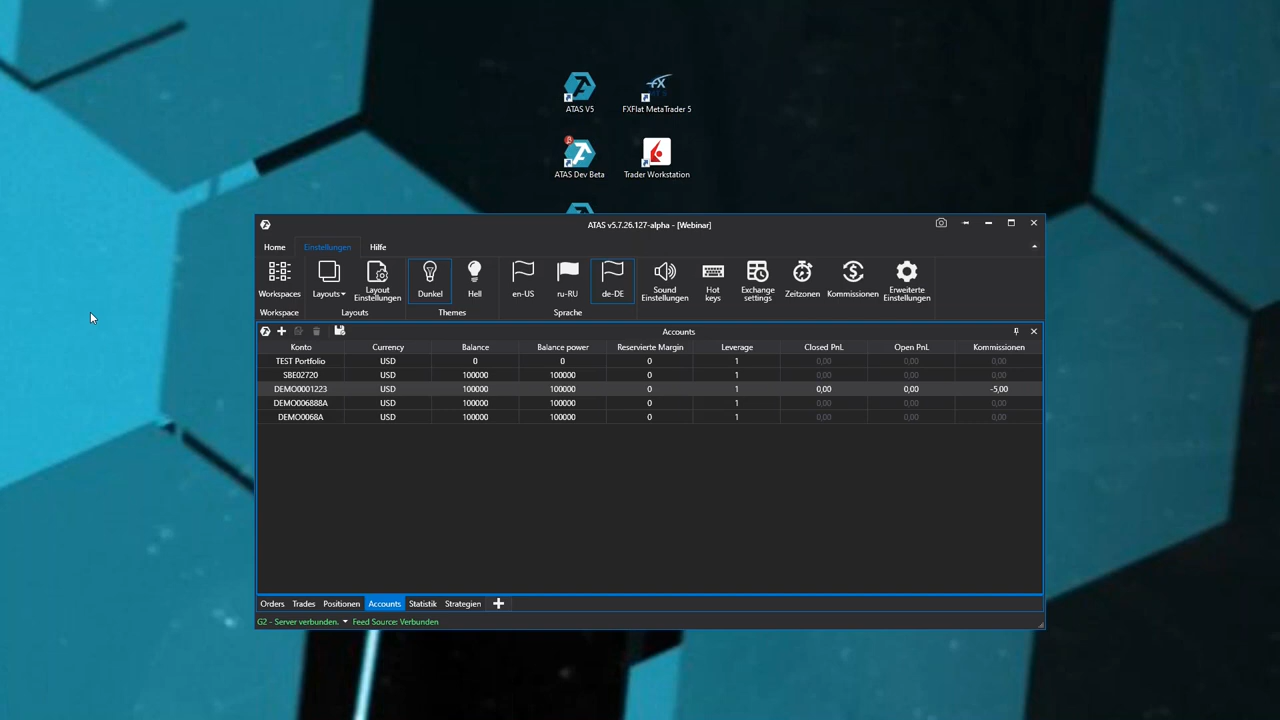 ATAS V5
FXFlat MetaTrader 5
ATAS Dev Beta
Trader Workstation
ATAS v5.7.26.127-alpha - [Webinar]
Home Einstellungen Hilfe
Workspaces
Layouts
Layout Einstellungen
Dunkel
Hell
en-US
ru-RU
de-DE
Sound Einstellungen
Hot keys
Exchange settings
Zeitzonen
Kommissionen
Erweiterte Einstellungen
Workspace Layouts Themes Sprache
Accounts
Konto Currency Balance Balance power Reservierte Margin Leverage Closed PnL Open PnL Kommissionen
TEST Portfolio USD 0 0 0 1 0,00 0,00 0,00
SBE02720 USD 100000 100000 0 1 0,00 0,00 0,00
DEMO0001223 USD 100000 100000 0 1 0,00 0,00 -5,00
DEMO006888A USD 100000 100000 0 1 0,00 0,00 0,00
DEMO0068A USD 100000 100000 0 1 0,00 0,00 0,00
Orders Trades Positionen Accounts Statistik Strategien
G2 - Server verbunden. Feed Source: Verbunden